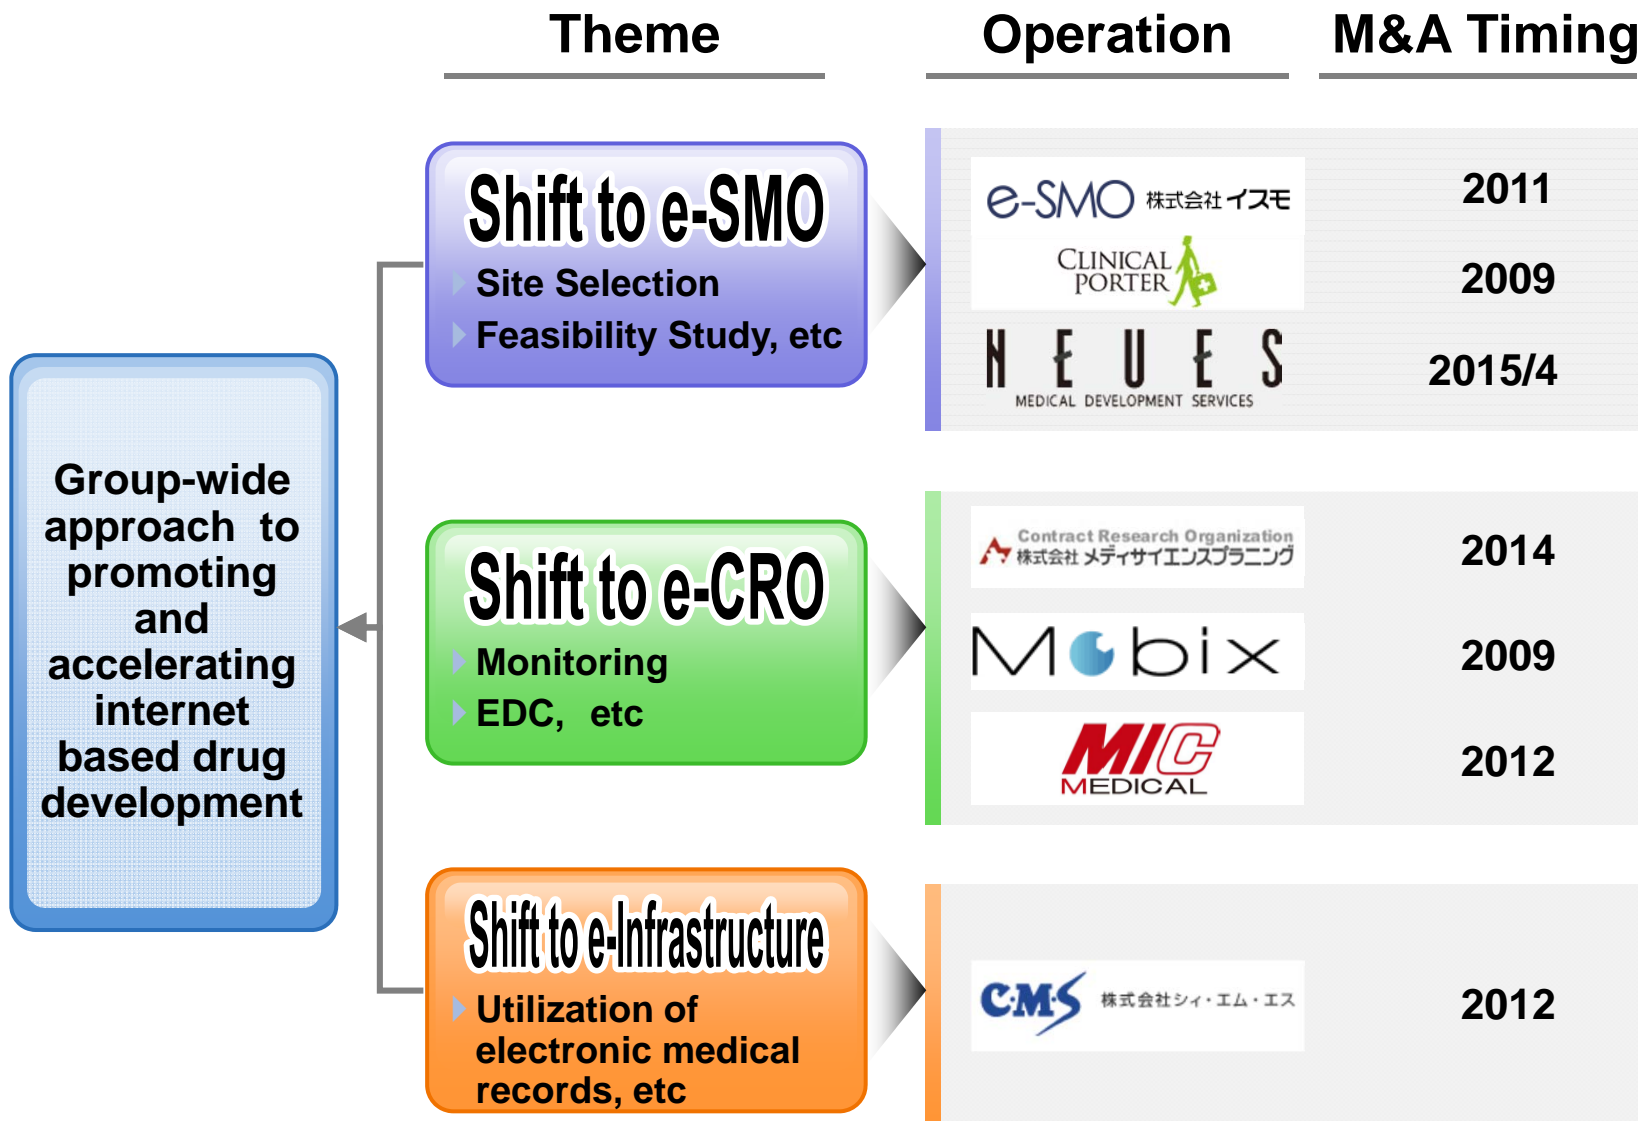 Theme
Operation
M&A Timing
Group-wide
approach to
promoting
and
accelerating
internet
based drug
development
Shift to e-SMO
Site Selection
Feasibility Study, etc
e-SMO 株式会社 イスモ
2011
CLINICAL
PORTER
2009
NEUES
MEDICAL DEVELOPMENT SERVICES
2015/4
Shift to e-CRO
Monitoring
EDC, etc
Contract Research Organization
株式会社 メディサイエンスプラニング
2014
Mobix
2009
MIC
MEDICAL
2012
Shift to e-Infrastructure
Utilization of
electronic medical
records, etc
C·M·S 株式会社シィ・エム・エス
2012